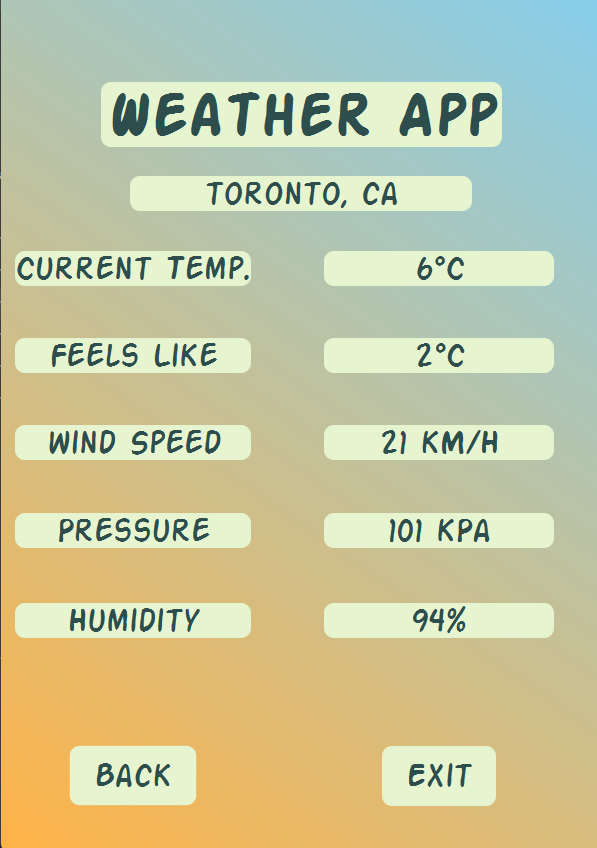 WEATHER APP
TORONTO, CA
CURRENT TEMP. 6°C
FEELS LIKE 2°C
WIND SPEED 21 KM/H
PRESSURE 101 KPA
HUMIDITY 94%
BACK EXIT